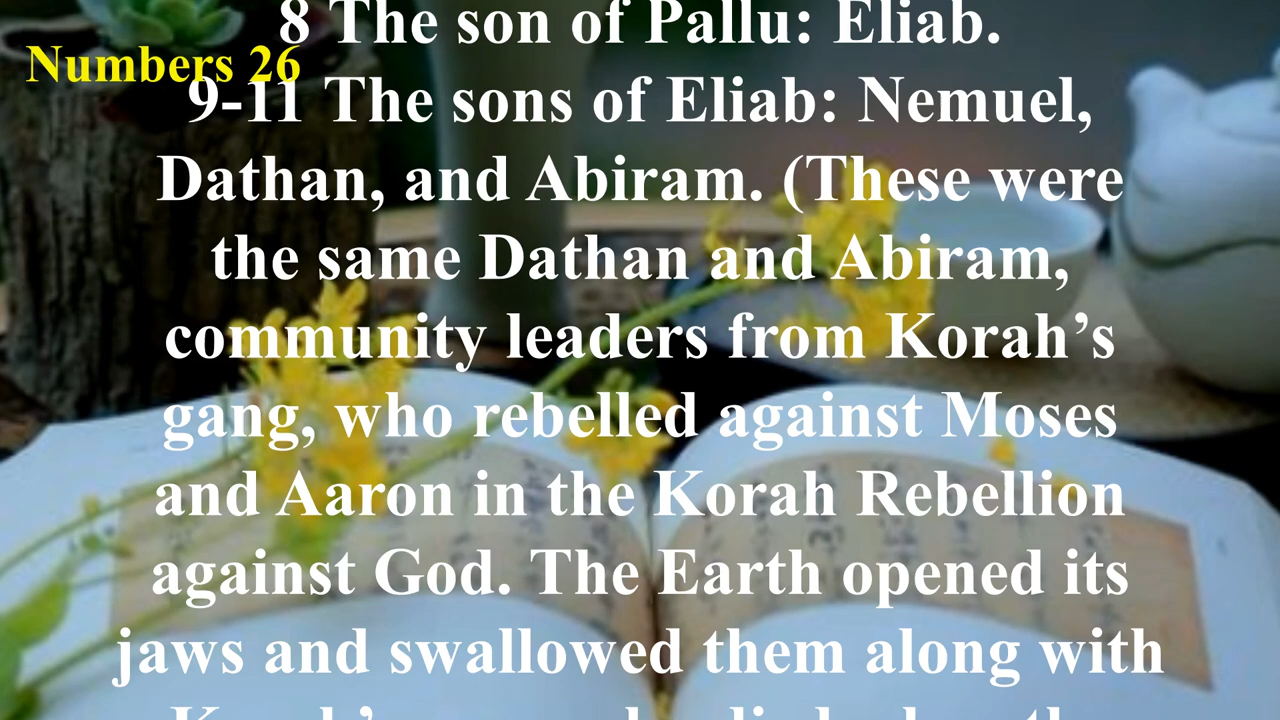 8 The son of Pallu: Eliab.
Numbers 26
9-11 The sons of Eliab: Nemuel,
Dathan, and Abiram. (These were
the same Dathan and Abiram,
community leaders from Korah’s
gang, who rebelled against Moses
and Aaron in the Korah Rebellion
against God. The Earth opened its
jaws and swallowed them along with